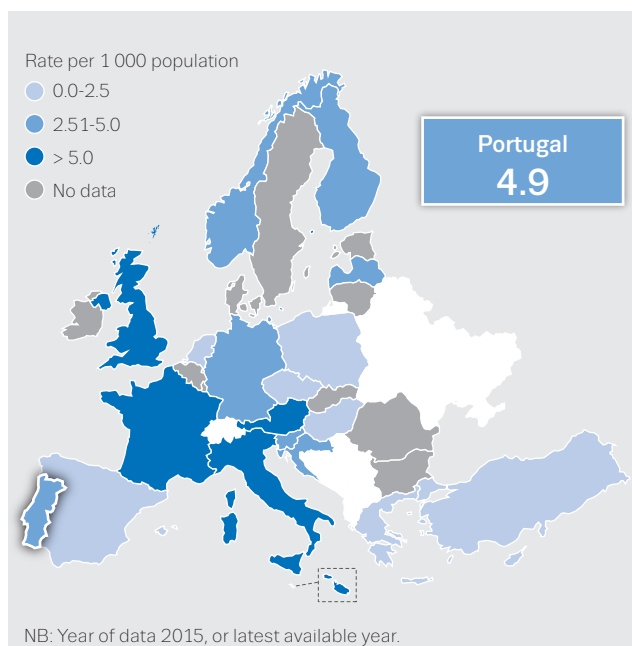 Rate per 1 000 population
0.0-2.5
2.51-5.0
> 5.0
No data
Portugal
4.9
NB: Year of data 2015, or latest available year.